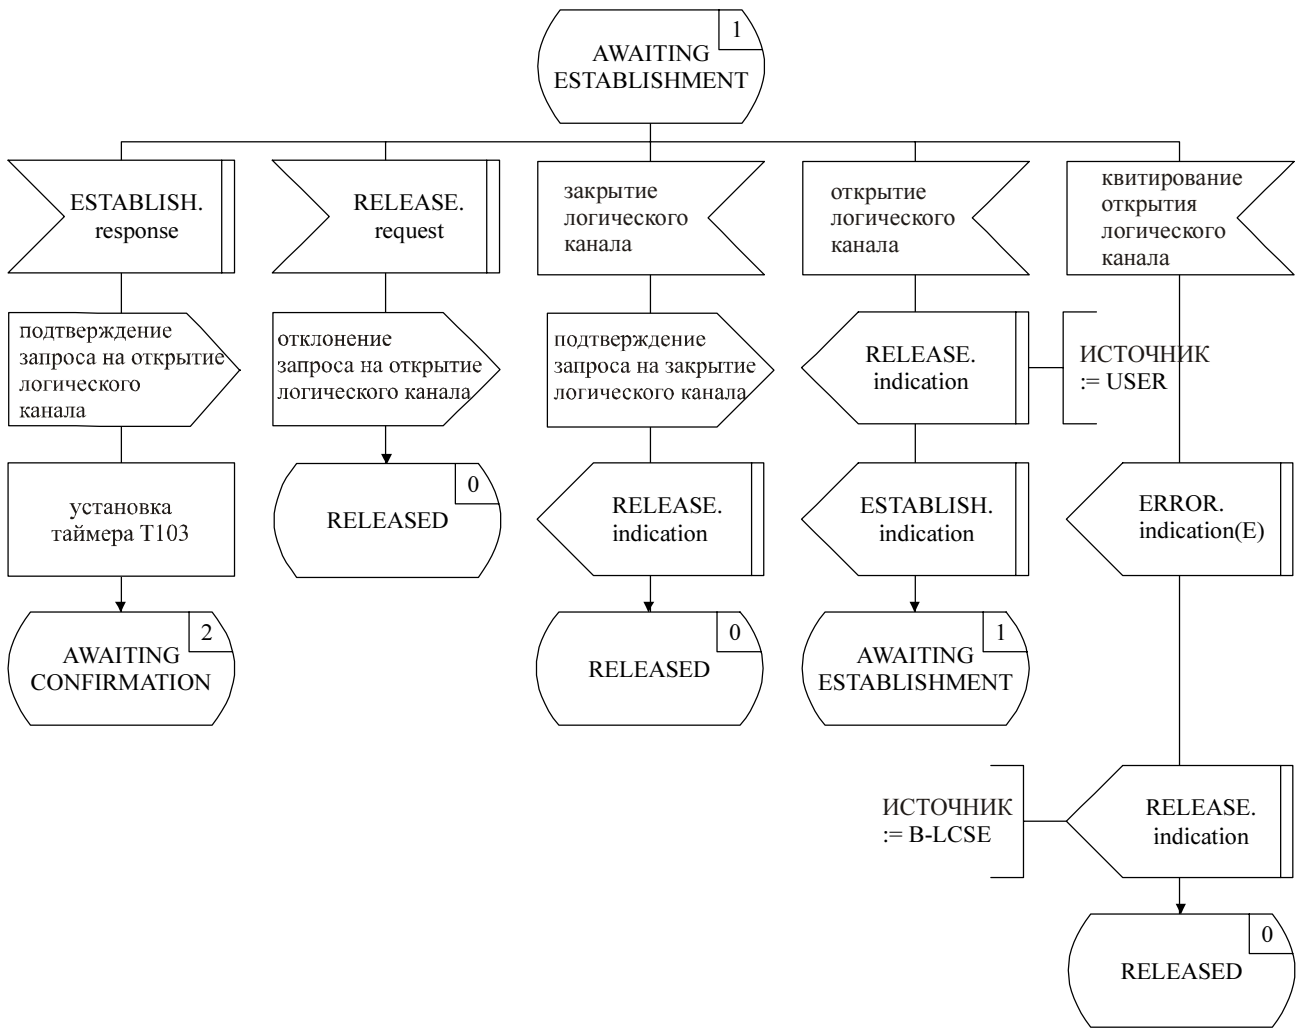 1
AWAITING
ESTABLISHMENT
ESTABLISH.
response
RELEASE.
request
закрытие
логического
канала
открытие
логического
канала
квитирование
открытия
логического
канала
подтверждение
запроса на открытие
логического
канала
отклонение
запроса на открытие
логического канала
подтверждение
запроса на закрытие
логического канала
RELEASE.
indication
ИСТОЧНИК
:= USER
установка
таймера T103
0
RELEASED
RELEASE.
indication
ESTABLISH.
indication
ERROR.
indication(E)
2
AWAITING
CONFIRMATION
0
RELEASED
1
AWAITING
ESTABLISHMENT
ИСТОЧНИК
:= B-LCSE
RELEASE.
indication
0
RELEASED